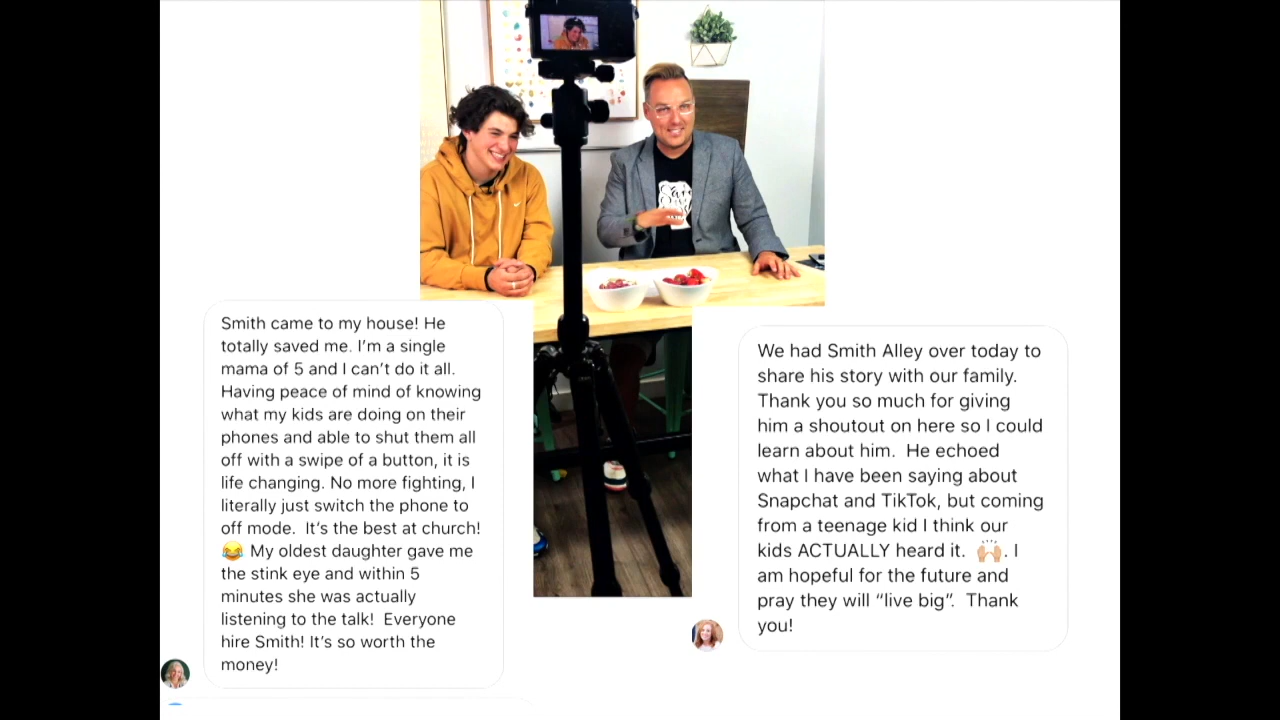 Smith came to my house! He
totally saved me. I’m a single
mama of 5 and I can’t do it all.
Having peace of mind of knowing
what my kids are doing on their
phones and able to shut them all
off with a swipe of a button, it is
life changing. No more fighting, I
literally just switch the phone to
off mode.  It’s the best at church!
😂 My oldest daughter gave me
the stink eye and within 5
minutes she was actually
listening to the talk!  Everyone
hire Smith! It’s so worth the
money!
We had Smith Alley over today to
share his story with our family.
Thank you so much for giving
him a shoutout on here so I could
learn about him.  He echoed
what I have been saying about
Snapchat and TikTok, but coming
from a teenage kid I think our
kids ACTUALLY heard it.  🙌🏼. I
am hopeful for the future and
pray they will “live big”.  Thank
you!